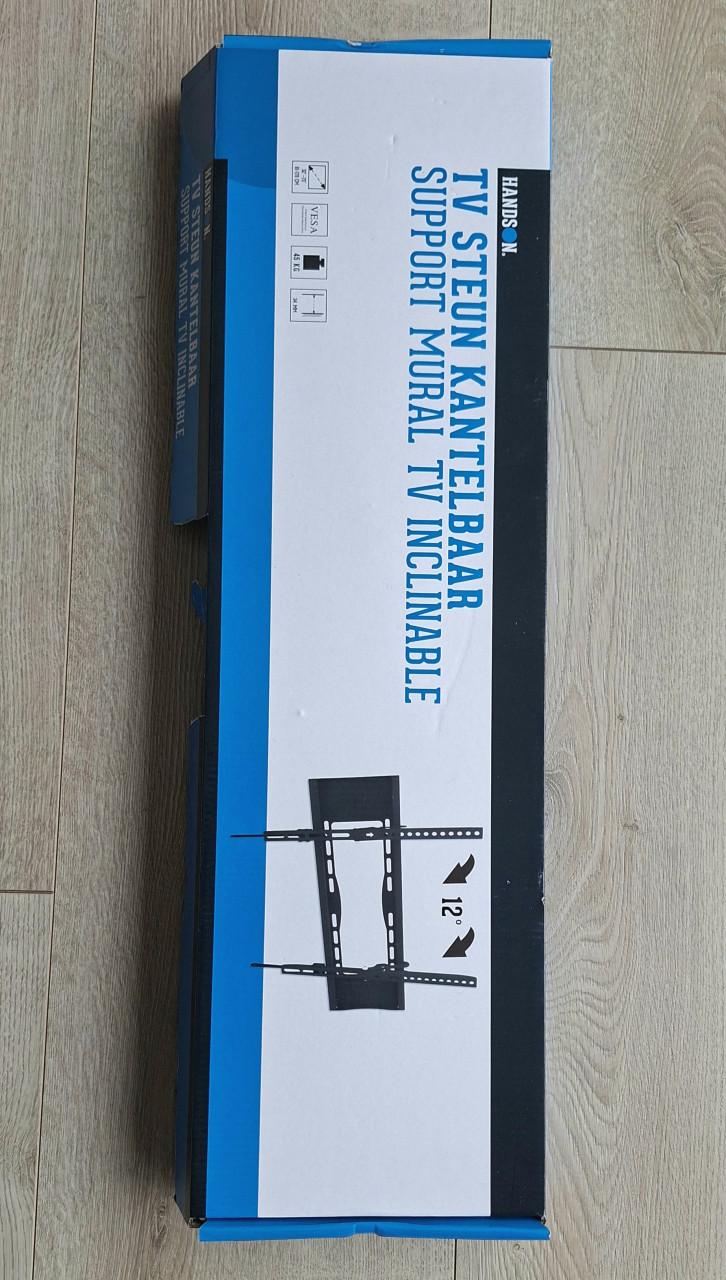 HANDSON.
TV STEUN KANTELBAAR
SUPPORT MURAL TV INCLINABLE
VESA
45 KG
12°
HANDSON.
TV STEUN KANTELBAAR
SUPPORT MURAL TV INCLINABLE